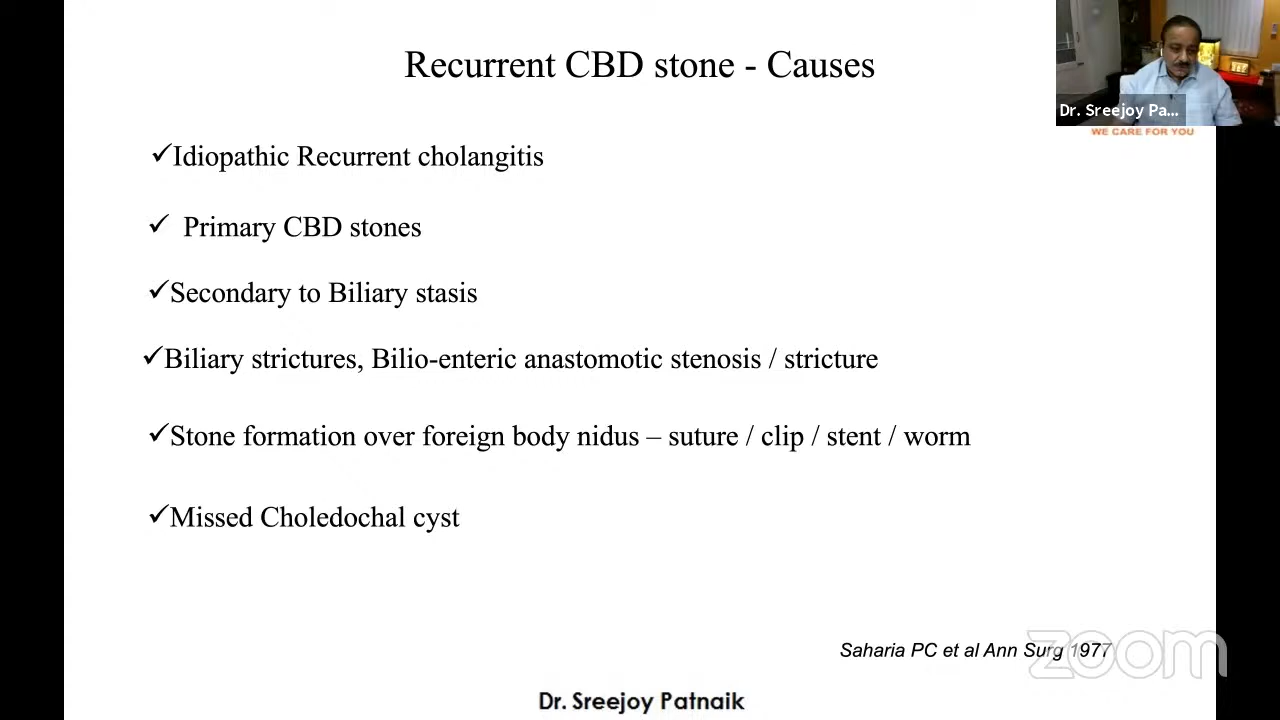 Recurrent CBD stone - Causes
Dr. Sreejoy Pa...
WE CARE FOR YOU
✓Idiopathic Recurrent cholangitis
✓ Primary CBD stones
✓Secondary to Biliary stasis
✓Biliary strictures, Bilio-enteric anastomotic stenosis / stricture
✓Stone formation over foreign body nidus – suture / clip / stent / worm
✓Missed Choledochal cyst
Saharia PC et al Ann Surg 1977
zoom
Dr. Sreejoy Patnaik